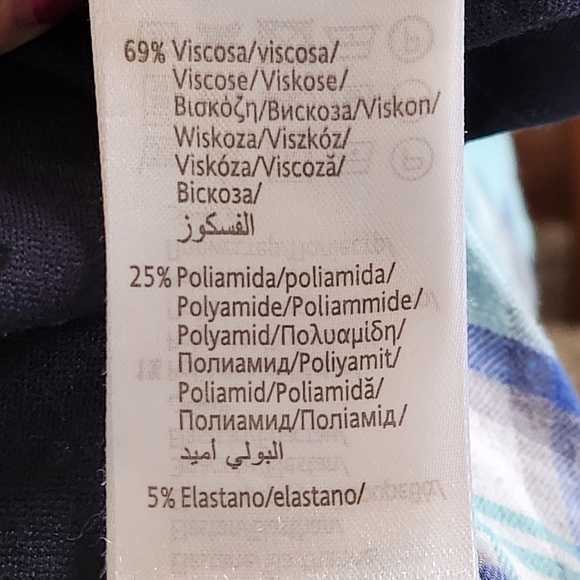 69% Viscosa/viscosa/
Viscose/Viskose/
Βισκόζη/Вискоза/Viskon/
Wiskoza/Viszkóz/
Viskóza/Viscoză/
Віскоза/
الفسكوز
25% Poliamida/poliamida/
Polyamide/Poliammide/
Polyamid/Πολυαμίδη/
Полиамид/Poliyamit/
Poliamid/Poliamidă/
Полиамид/Поліамід/
البولي أميد
5% Elastano/elastano/